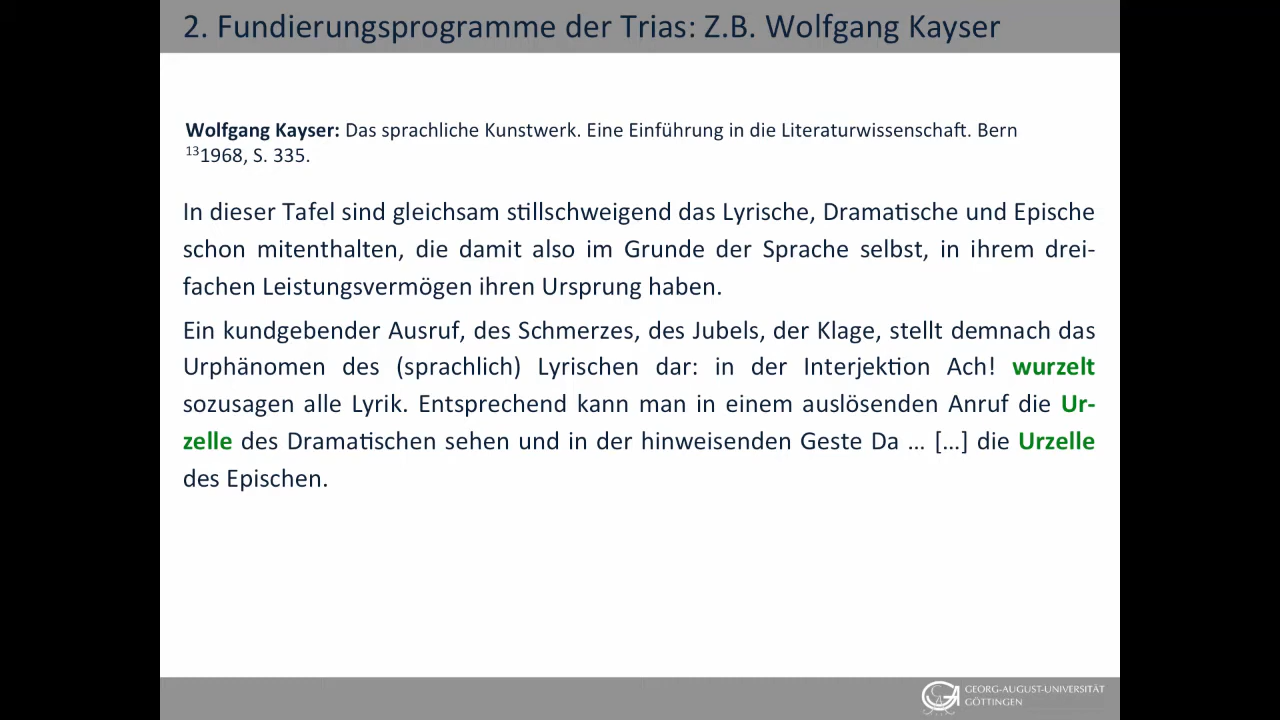 2. Fundierungsprogramme der Trias: Z.B. Wolfgang Kayser
Wolfgang Kayser: Das sprachliche Kunstwerk. Eine Einführung in die Literaturwissenschaft. Bern
¹³1968, S. 335.
In dieser Tafel sind gleichsam stillschweigend das Lyrische, Dramatische und Epische
schon mitenthalten, die damit also im Grunde der Sprache selbst, in ihrem drei-
fachen Leistungsvermögen ihren Ursprung haben.
Ein kundgebender Ausruf, des Schmerzes, des Jubels, der Klage, stellt demnach das
Urphänomen des (sprachlich) Lyrischen dar: in der Interjektion Ach! wurzelt
sozusagen alle Lyrik. Entsprechend kann man in einem auslösenden Anruf die Ur-
zelle des Dramatischen sehen und in der hinweisenden Geste Da … […] die Urzelle
des Epischen.
GEORG-AUGUST-UNIVERSITÄT
GÖTTINGEN